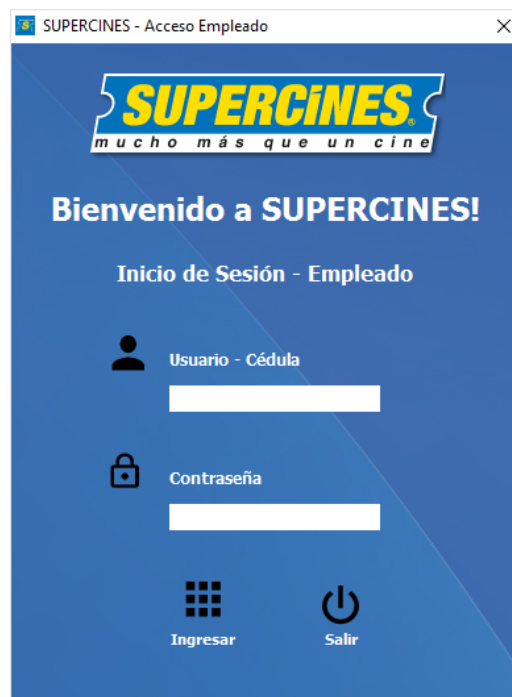 SUPERCINES - Acceso Empleado
SUPERCiNES®
mucho más que un cine
Bienvenido a SUPERCINES!
Inicio de Sesión - Empleado
Usuario - Cédula
Contraseña
Ingresar Salir